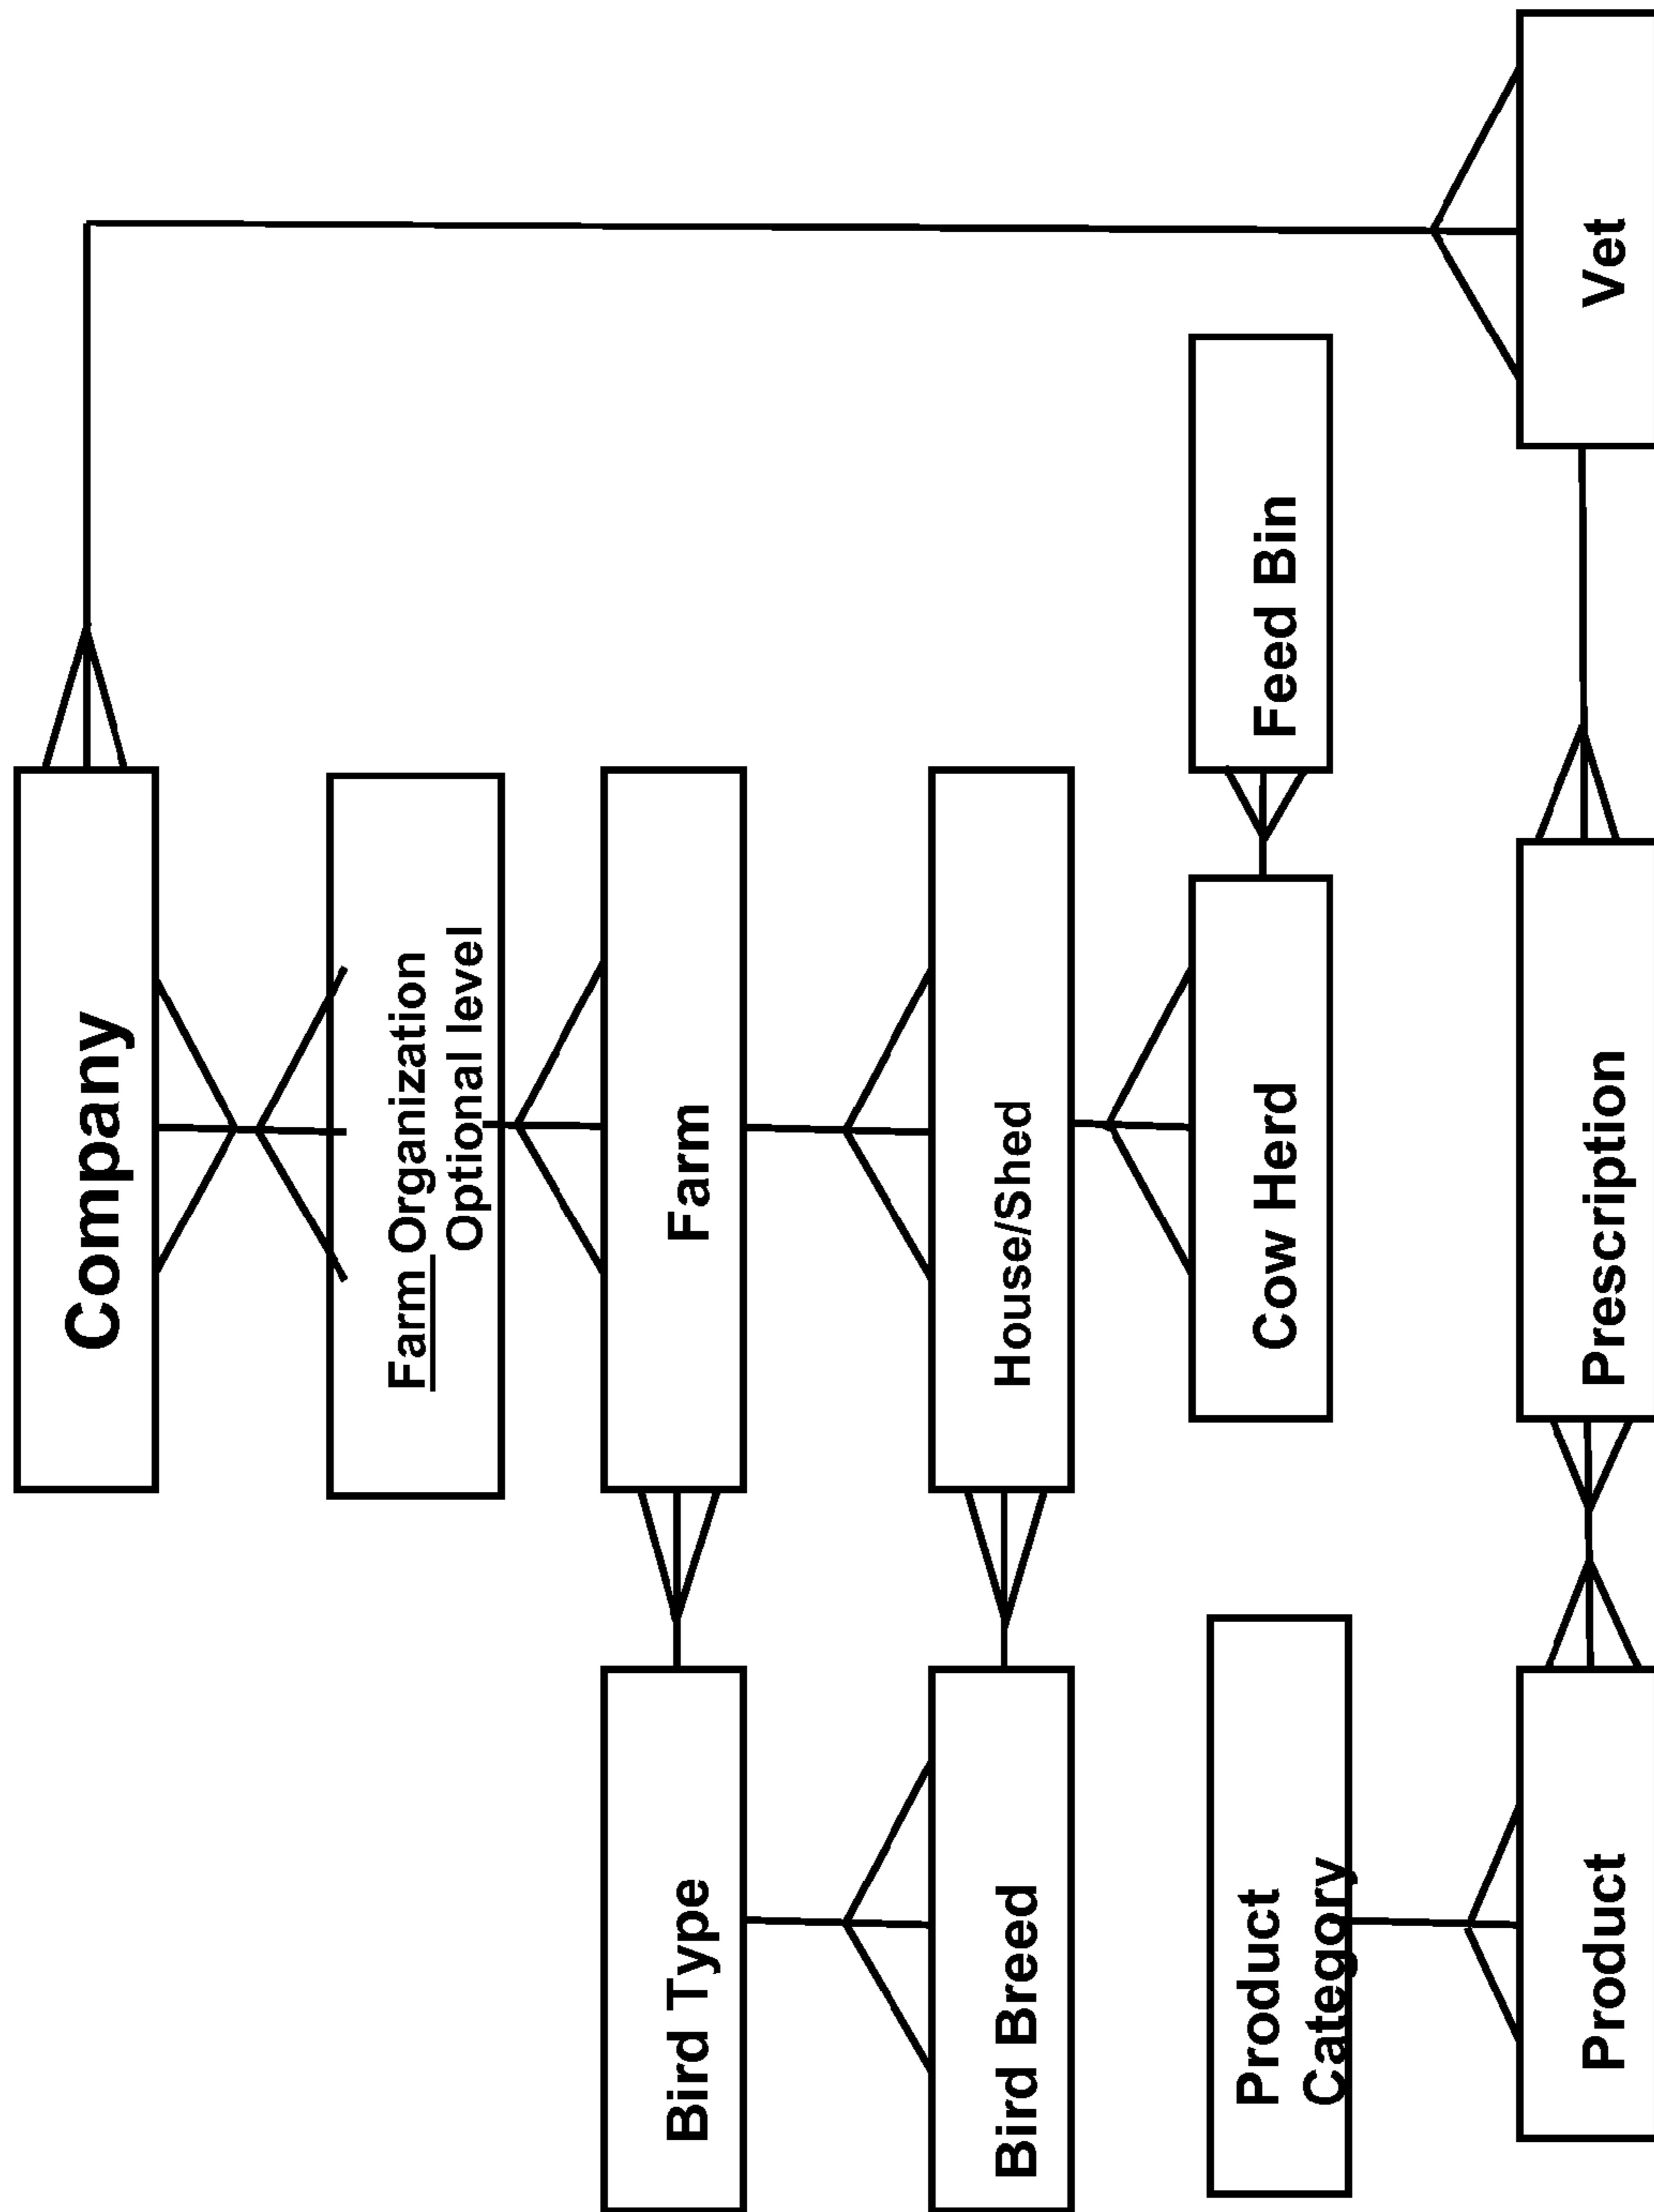 Company
Farm Organization
Optional level
Bird Type
Farm
Bird Breed
House/Shed
Product
Category
Cow Herd
Feed Bin
Product
Prescription
Vet